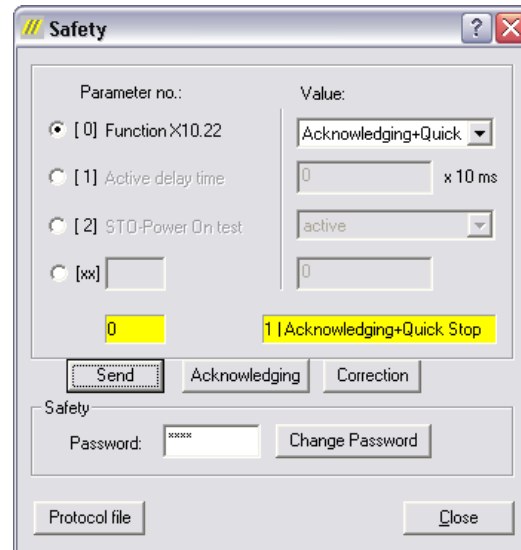 Safety
Parameter no.: Value:
[ 0] Function X10.22 Acknowledging+Quick
[ 1] Active delay time 0 x 10 ms
[ 2] STO-Power On test active
[xx] 0
0 1 | Acknowledging+Quick Stop
Send Acknowledging Correction
Safety
Password: **** Change Password
Protocol file Close